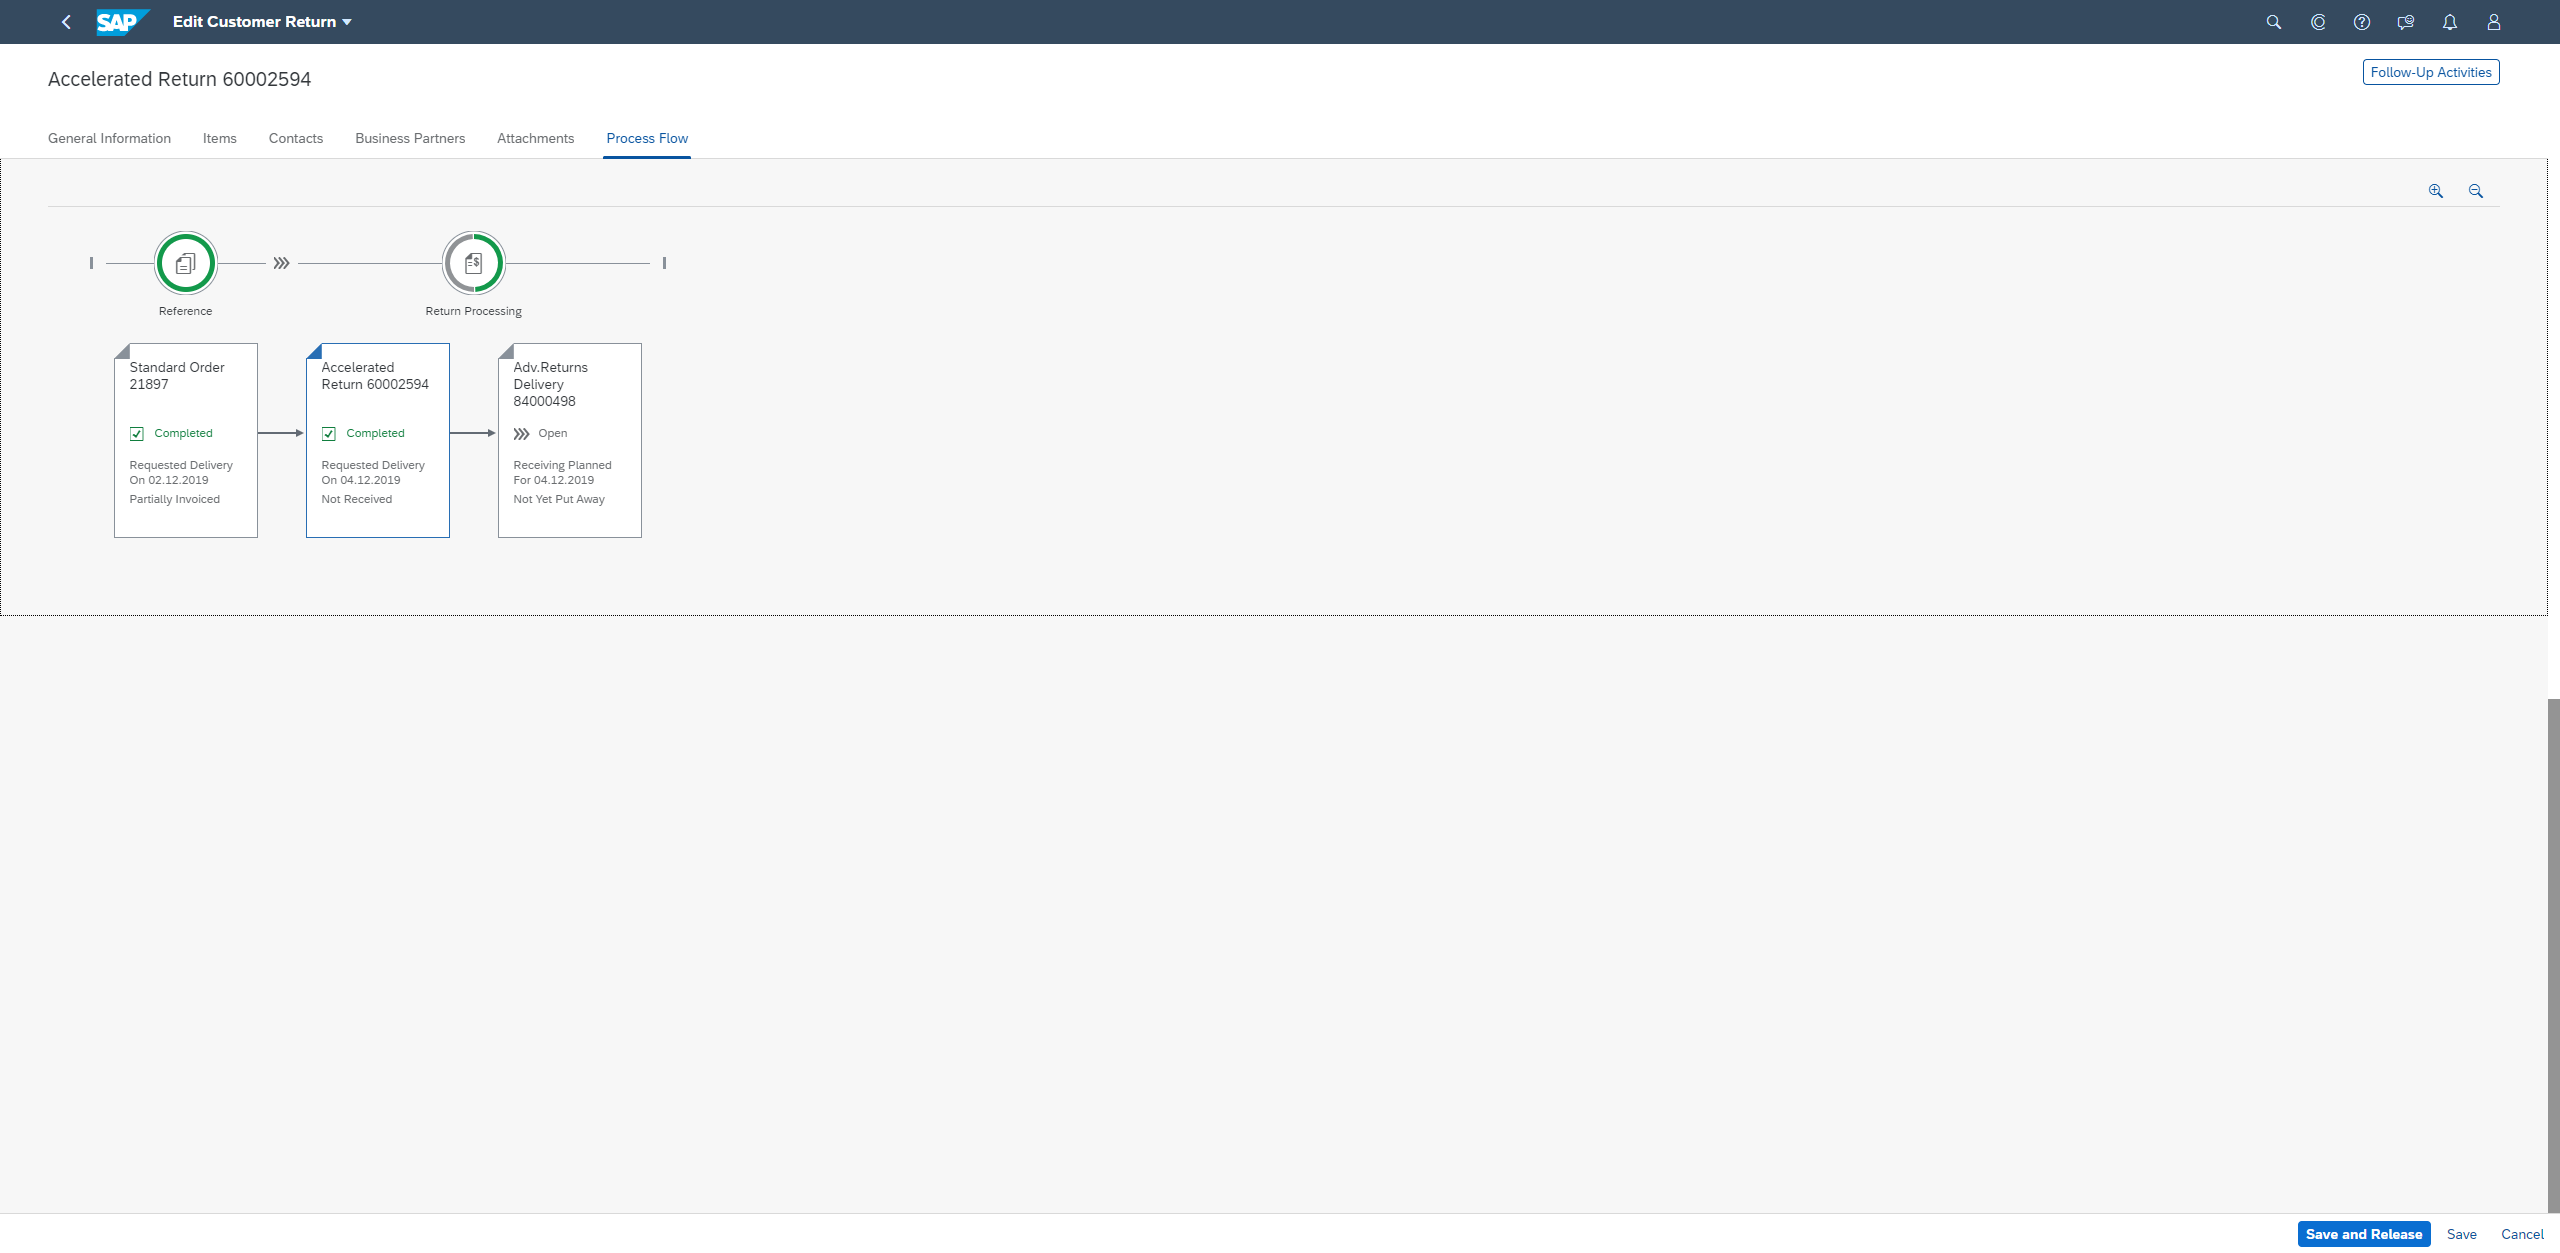 SAP Edit Customer Return
Accelerated Return 60002594
Follow-Up Activities
General Information Items Contacts Business Partners Attachments Process Flow
Reference
Return Processing
Standard Order
21897
Completed
Requested Delivery
On 02.12.2019
Partially Invoiced
Accelerated
Return 60002594
Completed
Requested Delivery
On 04.12.2019
Not Received
Adv.Returns
Delivery
84000498
Open
Receiving Planned
For 04.12.2019
Not Yet Put Away
Save and Release Save Cancel